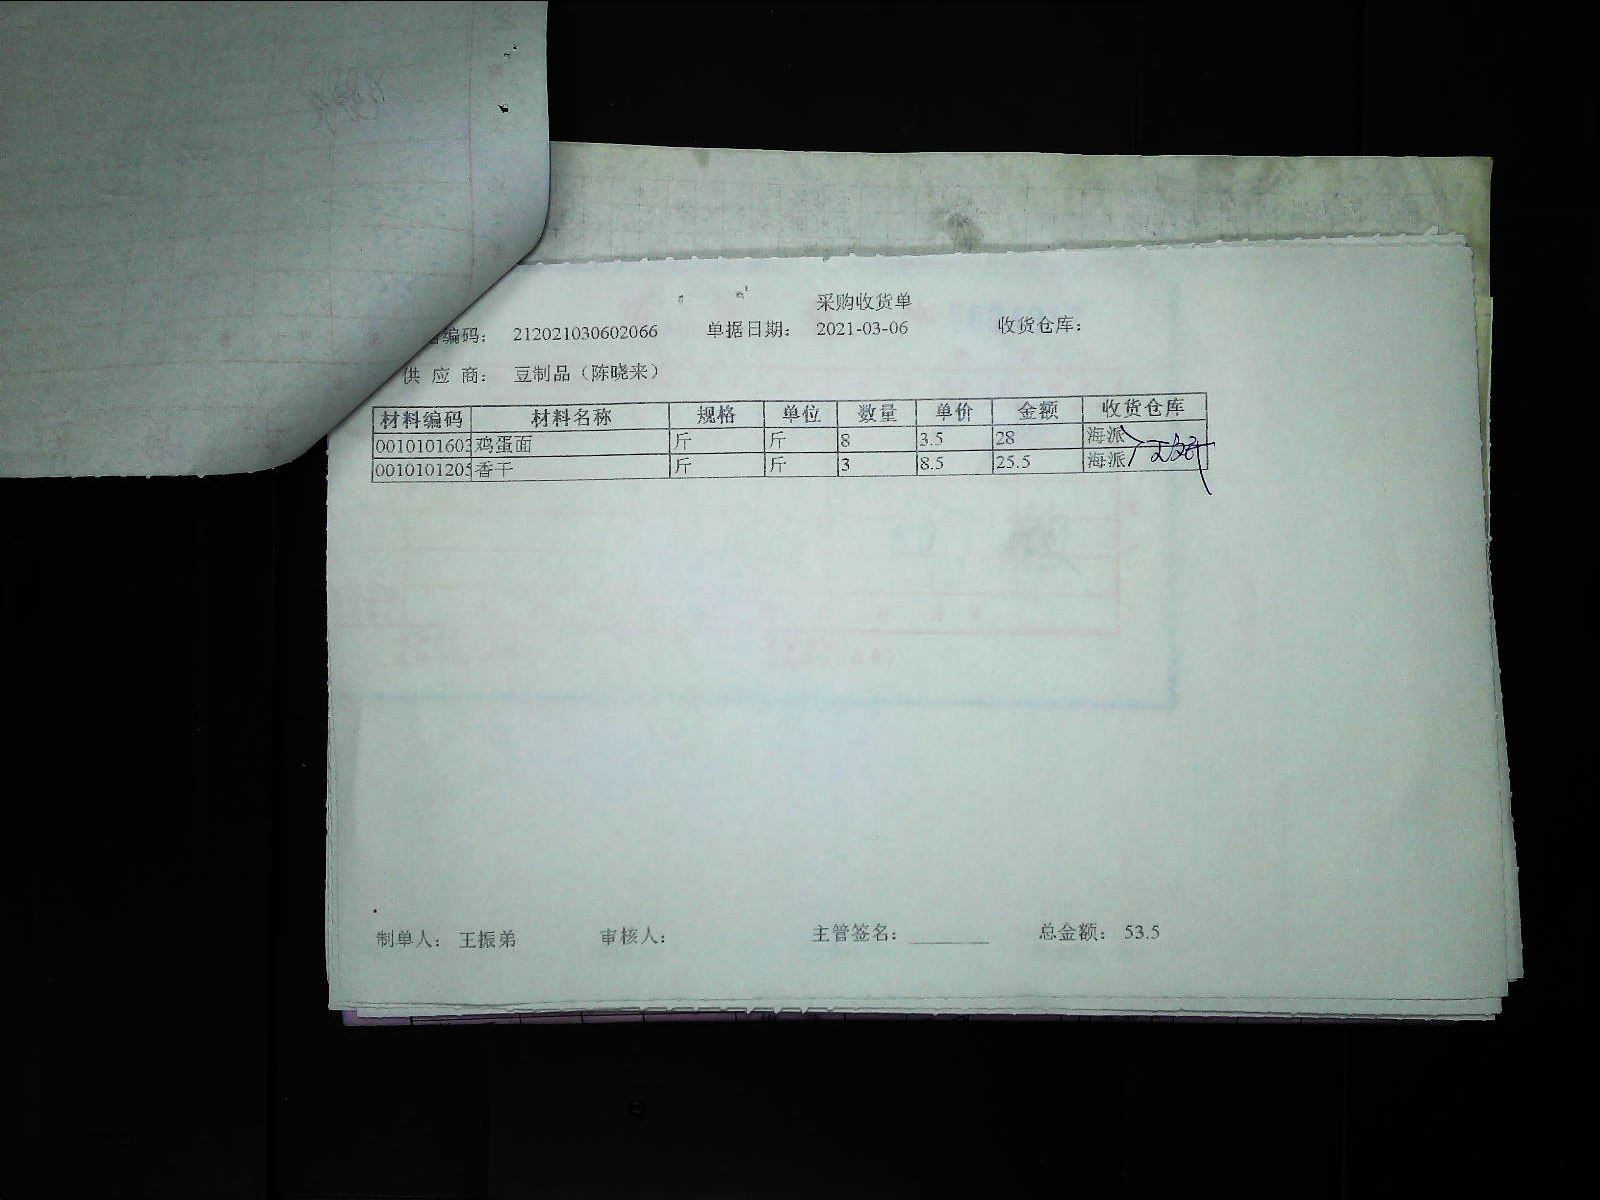 采购收货单
编码： 212021030602066 单据日期： 2021-03-06 收货仓库：
供 应 商： 豆制品（陈晓来）
材料编码 材料名称 规格 单位 数量 单价 金额 收货仓库
0010101603 鸡蛋面 斤 斤 8 3.5 28 海派
0010101205 香干 斤 斤 3 8.5 25.5 海派
制单人： 王振弟 审核人： 主管签名： 总金额： 53.5